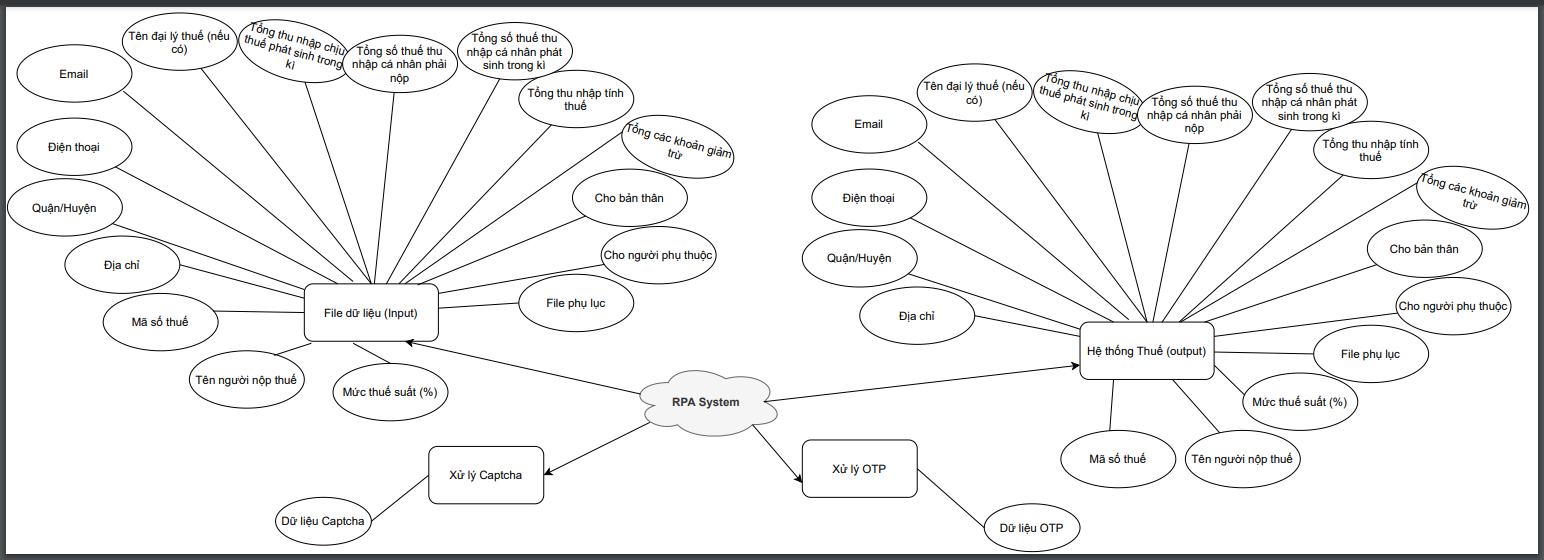 Tên đại lý thuế (nếu
có)
Tổng thu nhập chịu
thuế phát sinh trong
kì
Tổng số thuế thu
nhập cá nhân phải
nộp
Tổng số thuế thu
nhập cá nhân phát
sinh trong kì
Tổng thu nhập tính
thuế
Tổng các khoản giảm
trừ
Cho bản thân
Cho người phụ thuộc
File phụ lục
Email
Điện thoại
Quận/Huyện
Địa chỉ
Mã số thuế
Tên người nộp thuế
Mức thuế suất (%)
File dữ liệu (Input)
RPA System
Xử lý Captcha
Dữ liệu Captcha
Xử lý OTP
Dữ liệu OTP
Tên đại lý thuế (nếu
có)
Tổng thu nhập chịu
thuế phát sinh trong
kì
Tổng số thuế thu
nhập cá nhân phải
nộp
Tổng số thuế thu
nhập cá nhân phát
sinh trong kì
Tổng thu nhập tính
thuế
Tổng các khoản giảm
trừ
Cho bản thân
Cho người phụ thuộc
File phụ lục
Mức thuế suất (%)
Tên người nộp thuế
Mã số thuế
Email
Điện thoại
Quận/Huyện
Địa chỉ
Hệ thống Thuế (output)